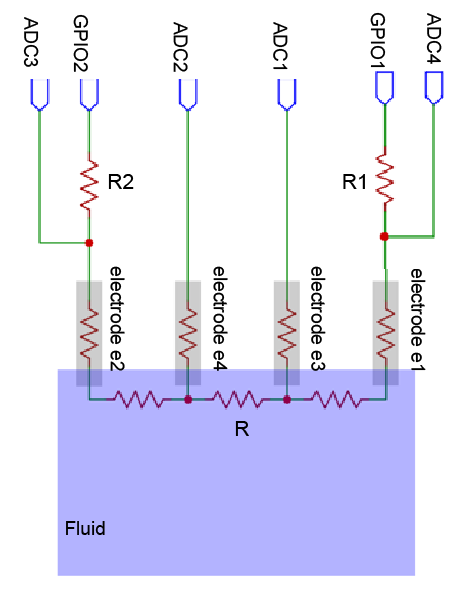 ADC3
GPIO2
ADC2
ADC1
GPIO1
ADC4
R2
R1
electrode e2
electrode e4
electrode e3
electrode e1
R
Fluid